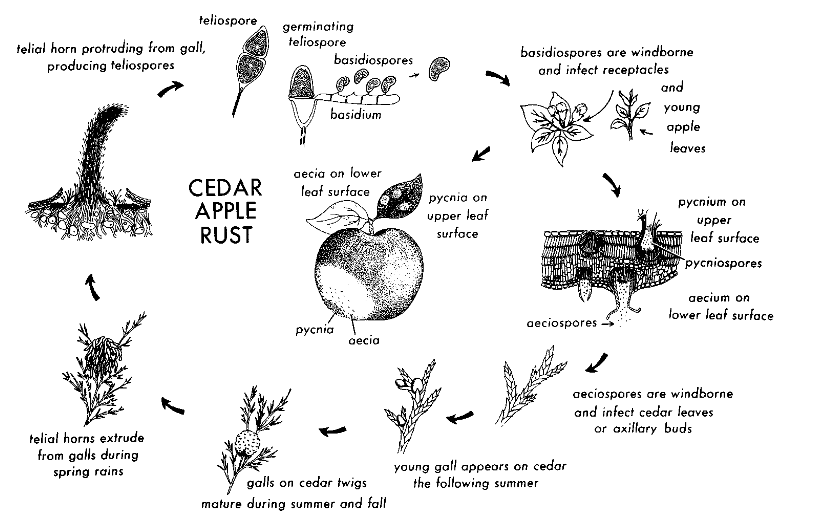 teliospore
germinating
teliospore
telial horn protruding from gall,
producing teliospores
basidiospores
basidium
basidiospores are windborne
and infect receptacles
and
young
apple
leaves
CEDAR
APPLE
RUST
aecia on lower
leaf surface
pycnia on
upper leaf
surface
pycnia
aecia
pycnium on
upper
leaf surface
pycniospores
aecium on
lower leaf surface
aeciospores
aeciospores are windborne
and infect cedar leaves
or axillary buds
young gall appears on cedar
the following summer
galls on cedar twigs
mature during summer and fall
telial horns extrude
from galls during
spring rains